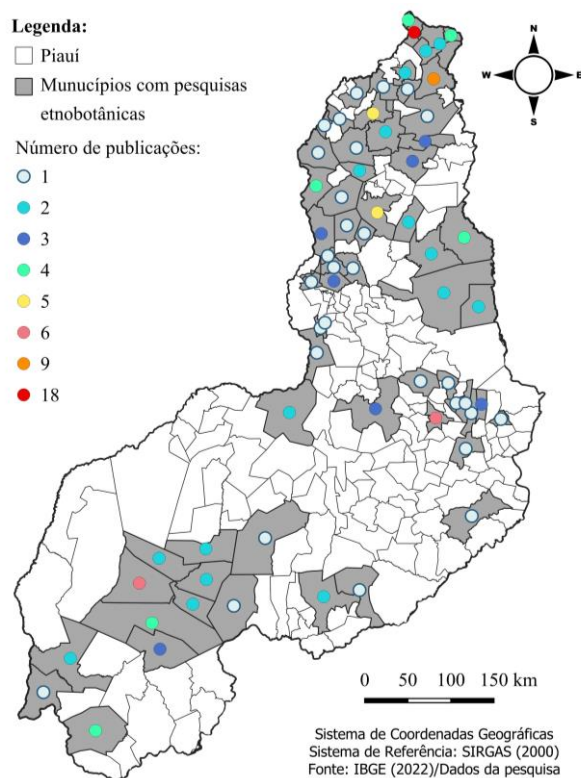 Legenda:
Piauí
Munucípios com pesquisas
etnobotânicas
Número de publicações:
1
2
3
4
5
6
9
18
N
W
E
S
0 50 100 150 km
Sistema de Coordenadas Geográficas
Sistema de Referência: SIRGAS (2000)
Fonte: IBGE (2022)/Dados da pesquisa